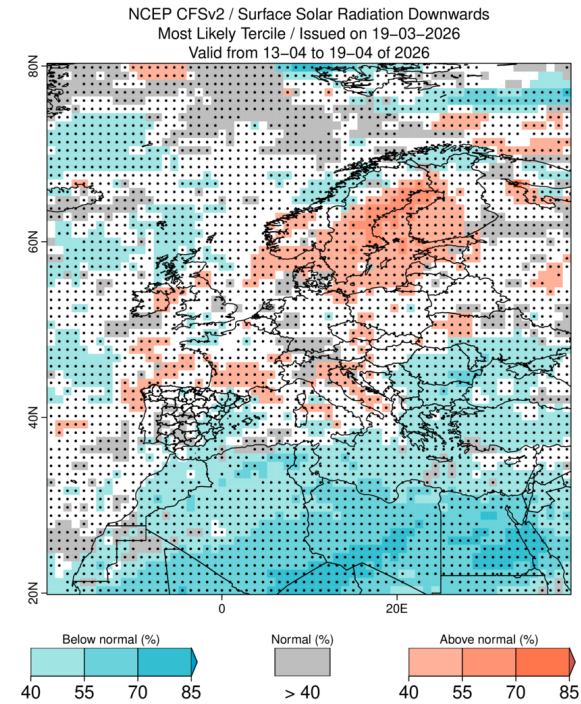 NCEP CFSv2 / Surface Solar Radiation Downwards
Most Likely Tercile / Issued on 19−03−2026
Valid from 13−04 to 19−04 of 2026
80N
60N
40N
20N
0
20E
Below normal (%)
Normal (%)
Above normal (%)
40
55
70
85
> 40
40
55
70
85